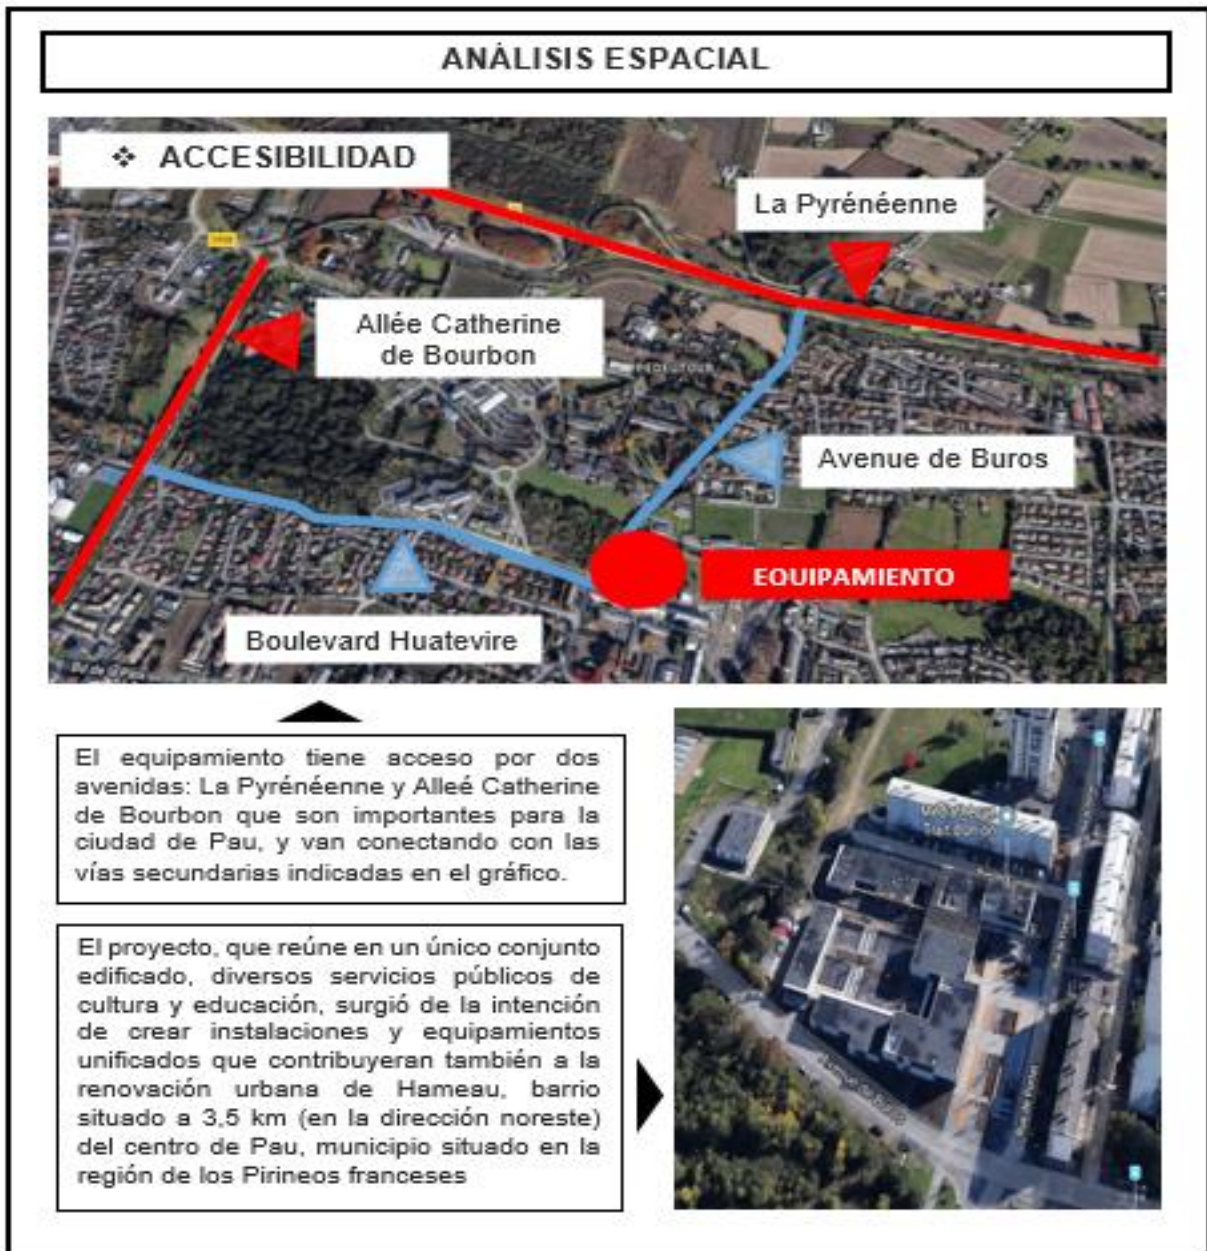 ANÁLISIS ESPACIAL
❖ ACCESIBILIDAD
La Pyrénéenne
Allée Catherine
de Bourbon
Avenue de Buros
EQUIPAMIENTO
Boulevard Huatevire
El equipamiento tiene acceso por dos
avenidas: La Pyrénéenne y Alleé Catherine
de Bourbon que son importantes para la
ciudad de Pau, y van conectando con las
vías secundarias indicadas en el gráfico.
El proyecto, que reúne en un único conjunto
edificado, diversos servicios públicos de
cultura y educación, surgió de la intención
de crear instalaciones y equipamientos
unificados que contribuyeran también a la
renovación urbana de Hameau, barrio
situado a 3,5 km (en la dirección noreste)
del centro de Pau, municipio situado en la
región de los Pirineos franceses